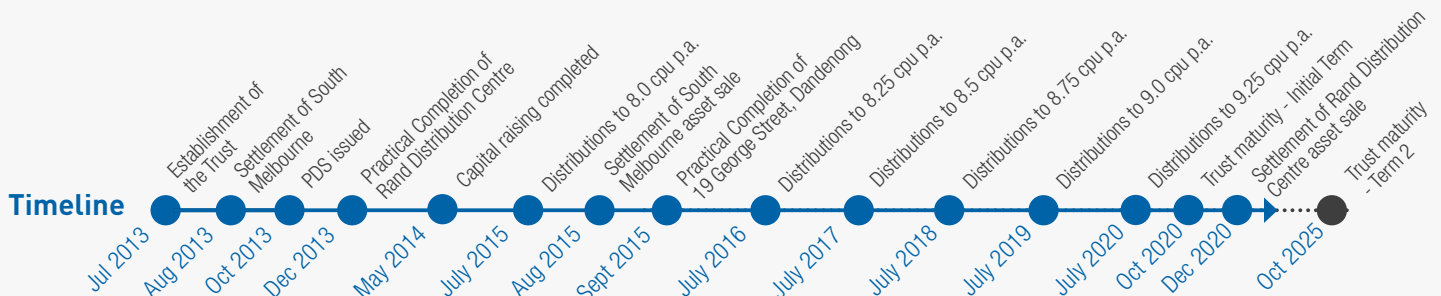 Timeline
Establishment of
the Trust
Jul 2013
Settlement of South
Melbourne
Aug 2013
PDS issued
Oct 2013
Practical Completion of
Rand Distribution Centre
Dec 2013
Capital raising completed
May 2014
Distributions to 8.0 cpu p.a.
July 2015
Settlement of South
Melbourne asset sale
Aug 2015
Practical Completion of
19 George Street, Dandenong
Sept 2015
Distributions to 8.25 cpu p.a.
July 2016
Distributions to 8.5 cpu p.a.
July 2017
Distributions to 8.75 cpu p.a.
July 2018
Distributions to 9.0 cpu p.a.
July 2019
Distributions to 9.25 cpu p.a.
July 2020
Trust maturity - Initial Term
Oct 2020
Settlement of Rand Distribution
Centre asset sale
Dec 2020
Trust maturity
- Term 2
Oct 2025